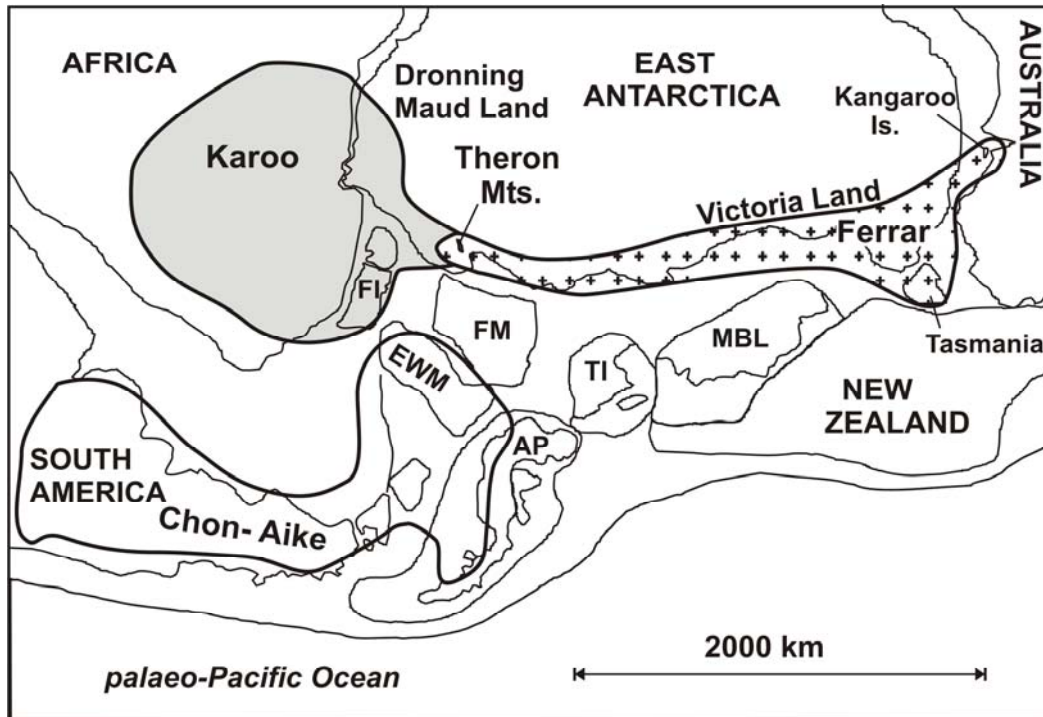 AFRICA
Dronning
Maud Land
EAST
ANTARCTICA
AUSTRALIA
Kangaroo
Is.
Karoo
Theron
Mts.
Victoria Land
Ferrar
FI
FM
EWM
TI
MBL
Tasmania
NEW
ZEALAND
AP
SOUTH
AMERICA
Chon- Aike
2000 km
palaeo-Pacific Ocean